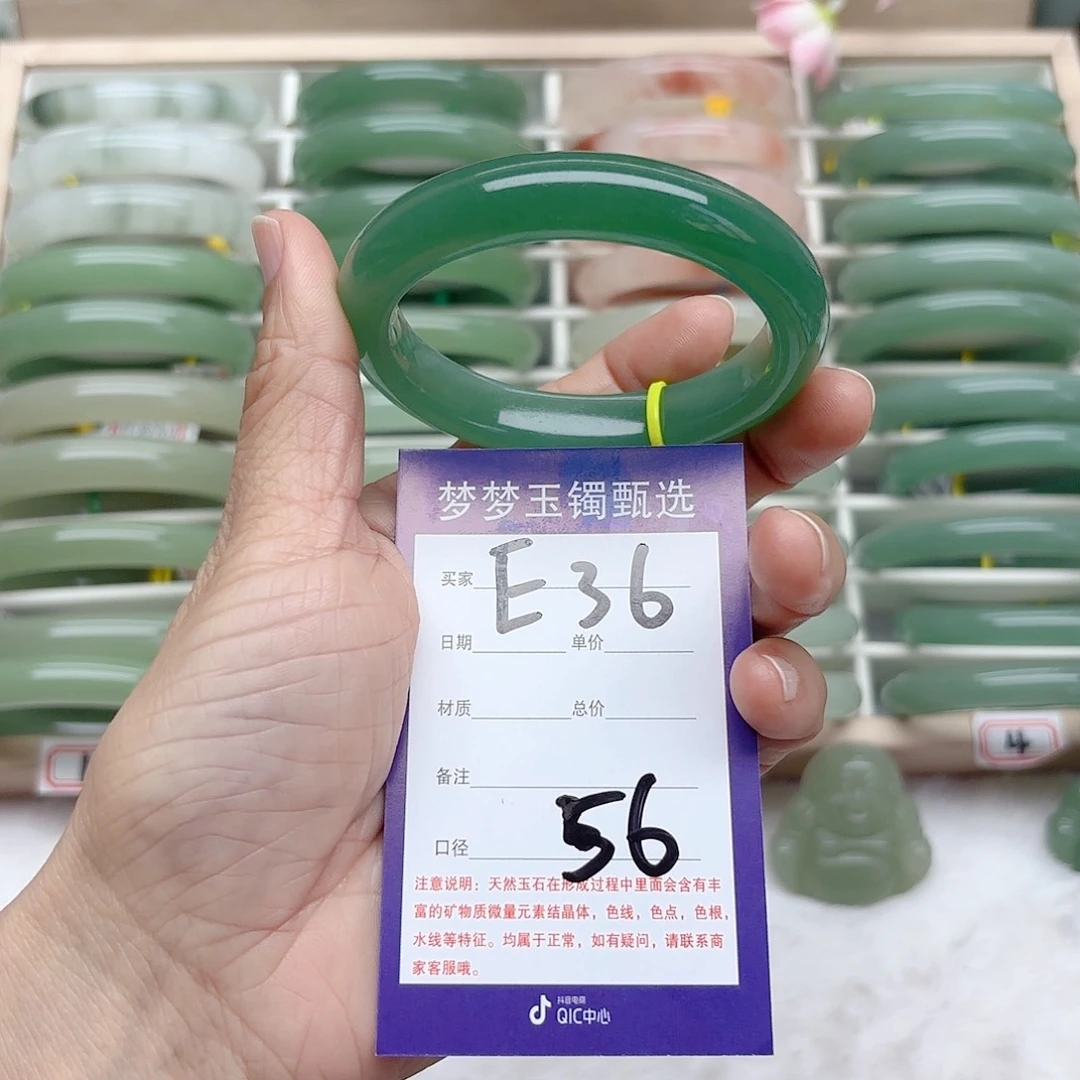 梦梦玉镯甄选
买家 E36
日期 单价
材质 总价
备注
口径 56
注意说明：天然玉石在形成过程中里面会含有丰
富的矿物质微量元素结晶体，色线，色点，色根，
水线等特征。均属于正常，如有疑问，请联系商
家客服哦。
抖音电商
QIC中心
4